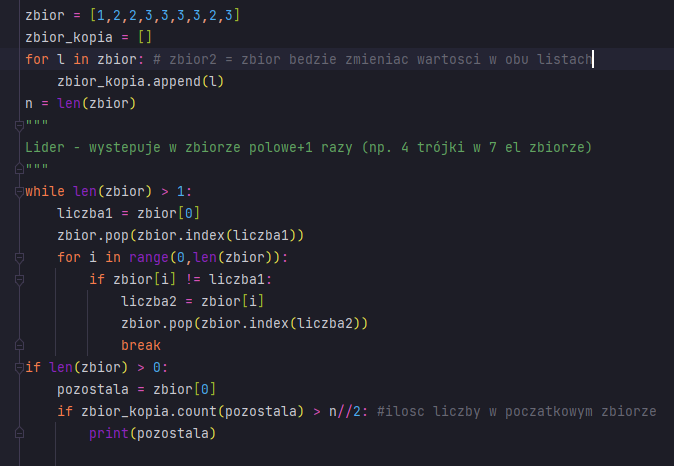 zbior = [1,2,2,3,3,3,3,2,3]
zbior_kopia = []
for l in zbior: # zbior2 = zbior bedzie zmieniac wartosci w obu listach
    zbior_kopia.append(l)
n = len(zbior)
"""
Lider - wystepuje w zbiorze polowe+1 razy (np. 4 trójki w 7 el zbiorze)
"""
while len(zbior) > 1:
    liczba1 = zbior[0]
    zbior.pop(zbior.index(liczba1))
    for i in range(0,len(zbior)):
        if zbior[i] != liczba1:
            liczba2 = zbior[i]
            zbior.pop(zbior.index(liczba2))
            break
if len(zbior) > 0:
    pozostala = zbior[0]
    if zbior_kopia.count(pozostala) > n//2: #ilosc liczby w poczatkowym zbiorze
        print(pozostala)